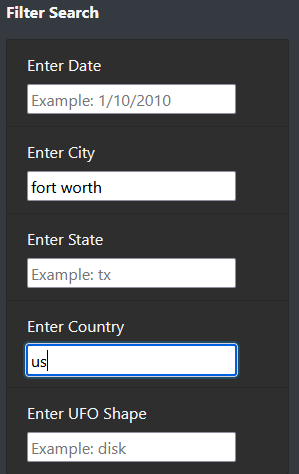 Filter Search
Enter Date
Example: 1/10/2010
Enter City
fort worth
Enter State
Example: tx
Enter Country
us
Enter UFO Shape
Example: disk